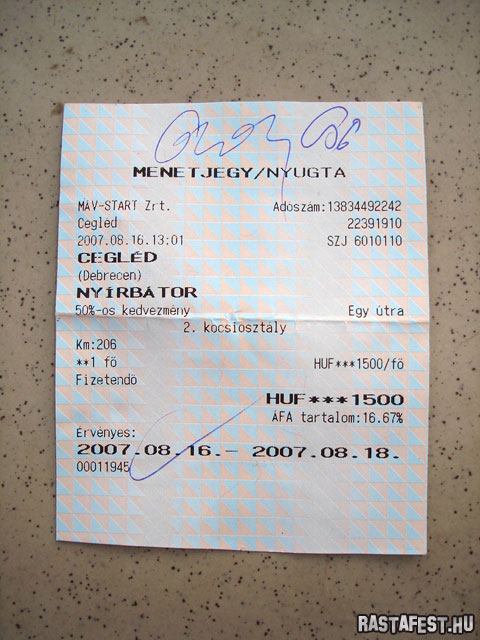 MENETJEGY/NYUGTA
MÁV-START Zrt. Adószám:13834492242
Cegléd 22391910
2007.08.16.13:01 SZJ 6010110
CEGLÉD
(Debrecen)
NYÍRBÁTOR
50%-os kedvezmény Egy útra
2. kocsiosztály
Km:206
**1 fő HUF***1500/fő
Fizetendő
HUF***1500
ÁFA tartalom:16.67%
Érvényes:
2007.08.16.- 2007.08.18.
00011945
RASTAFEST.HU